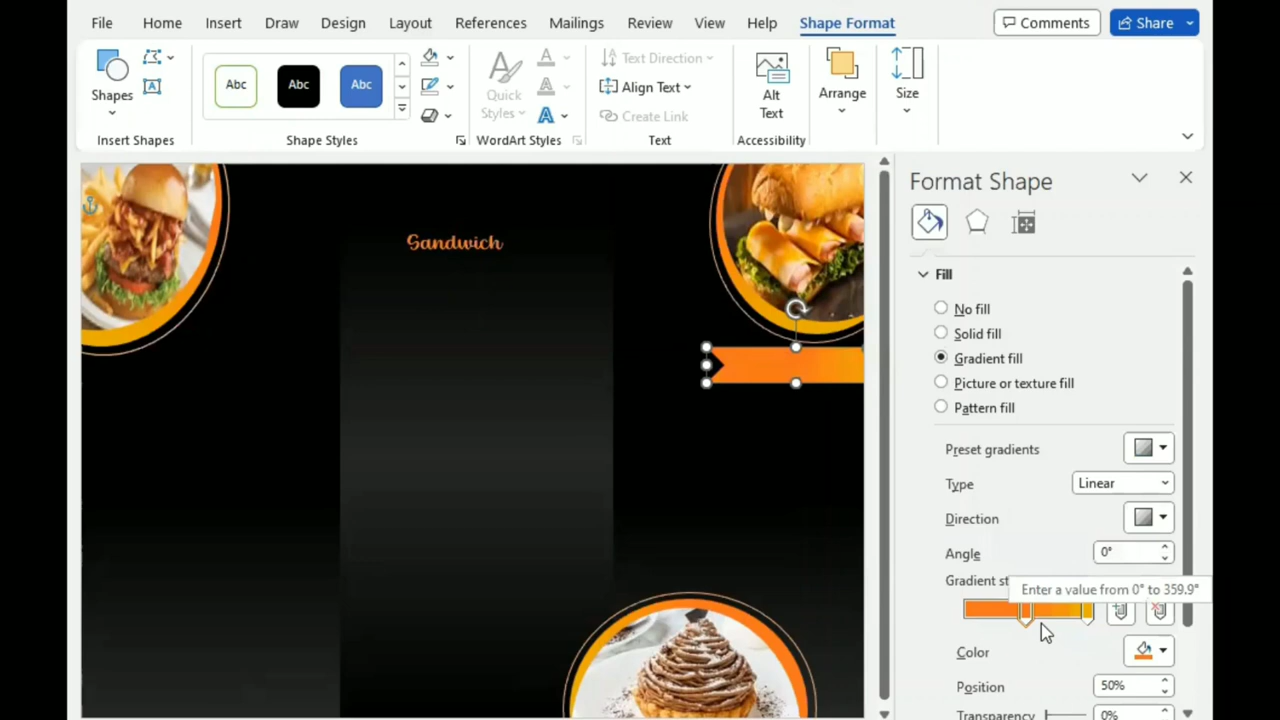 File Home Insert Draw Design Layout References Mailings Review View Help Shape Format Comments Share
Shapes
Insert Shapes
Abc Abc Abc
Shape Styles
Quick Styles
WordArt Styles
Text Direction
Align Text
Create Link
Text
Alt Text
Accessibility
Arrange
Size
Sandwich
Format Shape
Fill
No fill
Solid fill
Gradient fill
Picture or texture fill
Pattern fill
Preset gradients
Type Linear
Direction
Angle 0°
Gradient st
Enter a value from 0° to 359.9°
Color
Position 50%
Transparency 0%